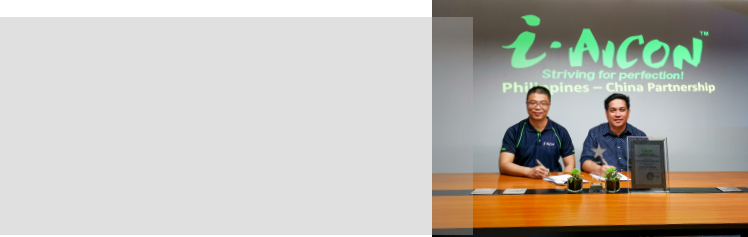 i-AICON™
Striving for perfection!
Philippines – China Partnership